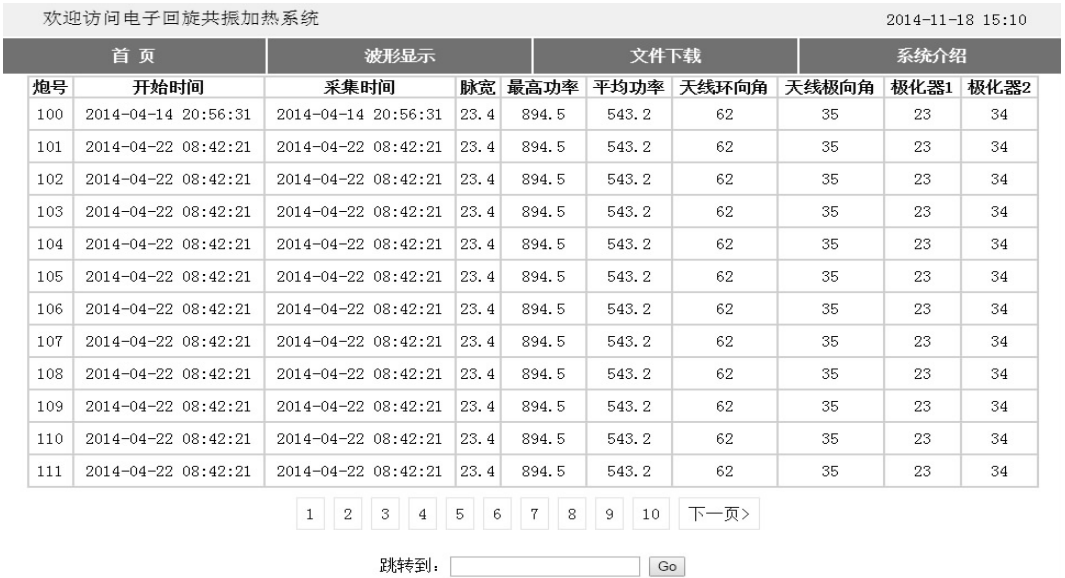 欢迎访问电子回旋共振加热系统 2014-11-18 15:10
首 页 波形显示 文件下载 系统介绍
炮号 开始时间 采集时间 脉宽 最高功率 平均功率 天线环向角 天线极向角 极化器1 极化器2
100 2014-04-14 20:56:31 2014-04-14 20:56:31 23.4 894.5 543.2 62 35 23 34
101 2014-04-22 08:42:21 2014-04-22 08:42:21 23.4 894.5 543.2 62 35 23 34
102 2014-04-22 08:42:21 2014-04-22 08:42:21 23.4 894.5 543.2 62 35 23 34
103 2014-04-22 08:42:21 2014-04-22 08:42:21 23.4 894.5 543.2 62 35 23 34
104 2014-04-22 08:42:21 2014-04-22 08:42:21 23.4 894.5 543.2 62 35 23 34
105 2014-04-22 08:42:21 2014-04-22 08:42:21 23.4 894.5 543.2 62 35 23 34
106 2014-04-22 08:42:21 2014-04-22 08:42:21 23.4 894.5 543.2 62 35 23 34
107 2014-04-22 08:42:21 2014-04-22 08:42:21 23.4 894.5 543.2 62 35 23 34
108 2014-04-22 08:42:21 2014-04-22 08:42:21 23.4 894.5 543.2 62 35 23 34
109 2014-04-22 08:42:21 2014-04-22 08:42:21 23.4 894.5 543.2 62 35 23 34
110 2014-04-22 08:42:21 2014-04-22 08:42:21 23.4 894.5 543.2 62 35 23 34
111 2014-04-22 08:42:21 2014-04-22 08:42:21 23.4 894.5 543.2 62 35 23 34
1 2 3 4 5 6 7 8 9 10 下一页>
跳转到: Go